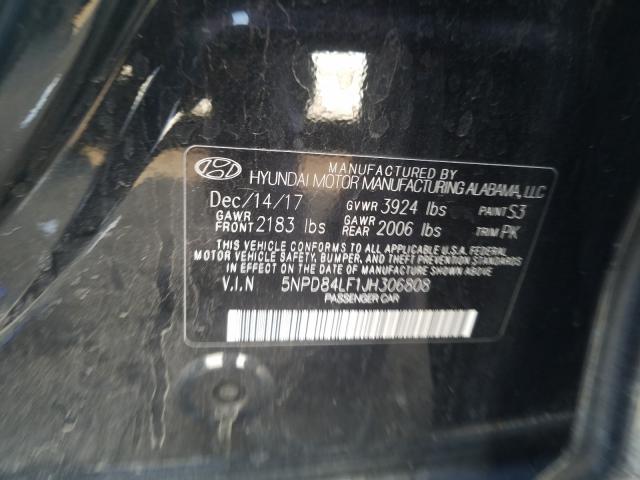 MANUFACTURED BY
HYUNDAI MOTOR MANUFACTURING ALABAMA, LLC
Dec/14/17 GVWR 3924 lbs PAINT S3
GAWR FRONT 2183 lbs GAWR REAR 2006 lbs TRIM PK
THIS VEHICLE CONFORMS TO ALL APPLICABLE U.S.A. FEDERAL
MOTOR VEHICLE SAFETY, BUMPER, AND THEFT PREVENTION STANDARDS
IN EFFECT ON THE DATE OF MANUFACTURE SHOWN ABOVE.
V.I.N 5NPD84LF1JH306808
PASSENGER CAR